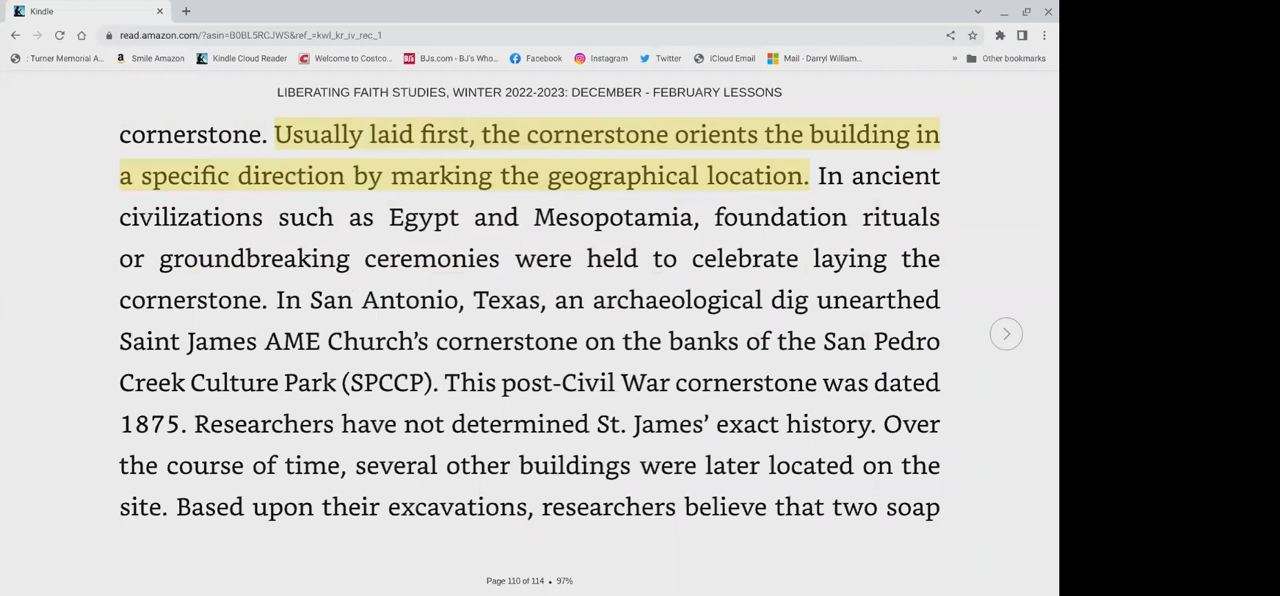 Kindle
read.amazon.com/?asin=B0BL5RCJWS&ref_=kwl_kr_iv_rec_1
: Turner Memorial A... Smile Amazon Kindle Cloud Reader Welcome to Costco... BJs.com - BJ's Who... Facebook Instagram Twitter iCloud Email Mail - Darryl William... » Other bookmarks
LIBERATING FAITH STUDIES, WINTER 2022-2023: DECEMBER - FEBRUARY LESSONS
cornerstone. Usually laid first, the cornerstone orients the building in
a specific direction by marking the geographical location. In ancient
civilizations such as Egypt and Mesopotamia, foundation rituals
or groundbreaking ceremonies were held to celebrate laying the
cornerstone. In San Antonio, Texas, an archaeological dig unearthed
Saint James AME Church’s cornerstone on the banks of the San Pedro
Creek Culture Park (SPCCP). This post-Civil War cornerstone was dated
1875. Researchers have not determined St. James’ exact history. Over
the course of time, several other buildings were later located on the
site. Based upon their excavations, researchers believe that two soap
Page 110 of 114 • 97%